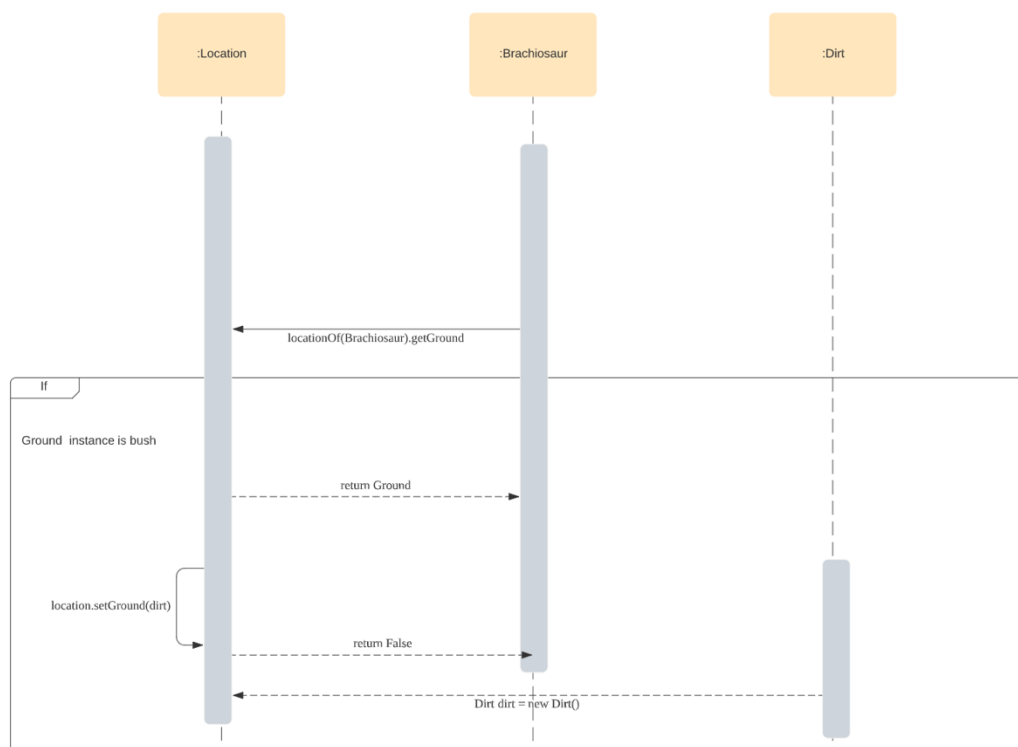 :Location
:Brachiosaur
:Dirt
locationOf(Brachiosaur).getGround
If
Ground  instance is bush
return Ground
location.setGround(dirt)
return False
Dirt dirt = new Dirt()